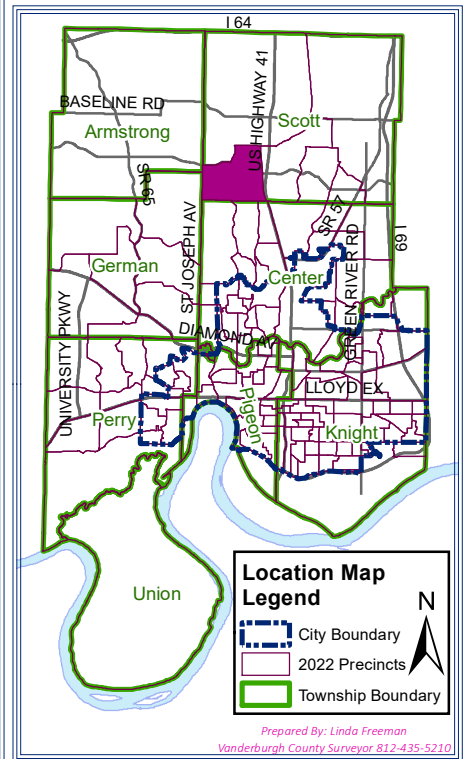 I 64
US HIGHWAY 41
BASELINE RD
Scott
Armstrong
SR 65
ST JOSEPH AV
SR 57
I 69
GREEN RIVER RD
German
Center
UNIVERSITY PKWY
DIAMOND AV
LLOYD EX
Pigeon
Perry
Knight
Union
Location Map
Legend
N
City Boundary
2022 Precincts
Township Boundary
Prepared By: Linda Freeman
Vanderburgh County Surveyor 812-435-5210